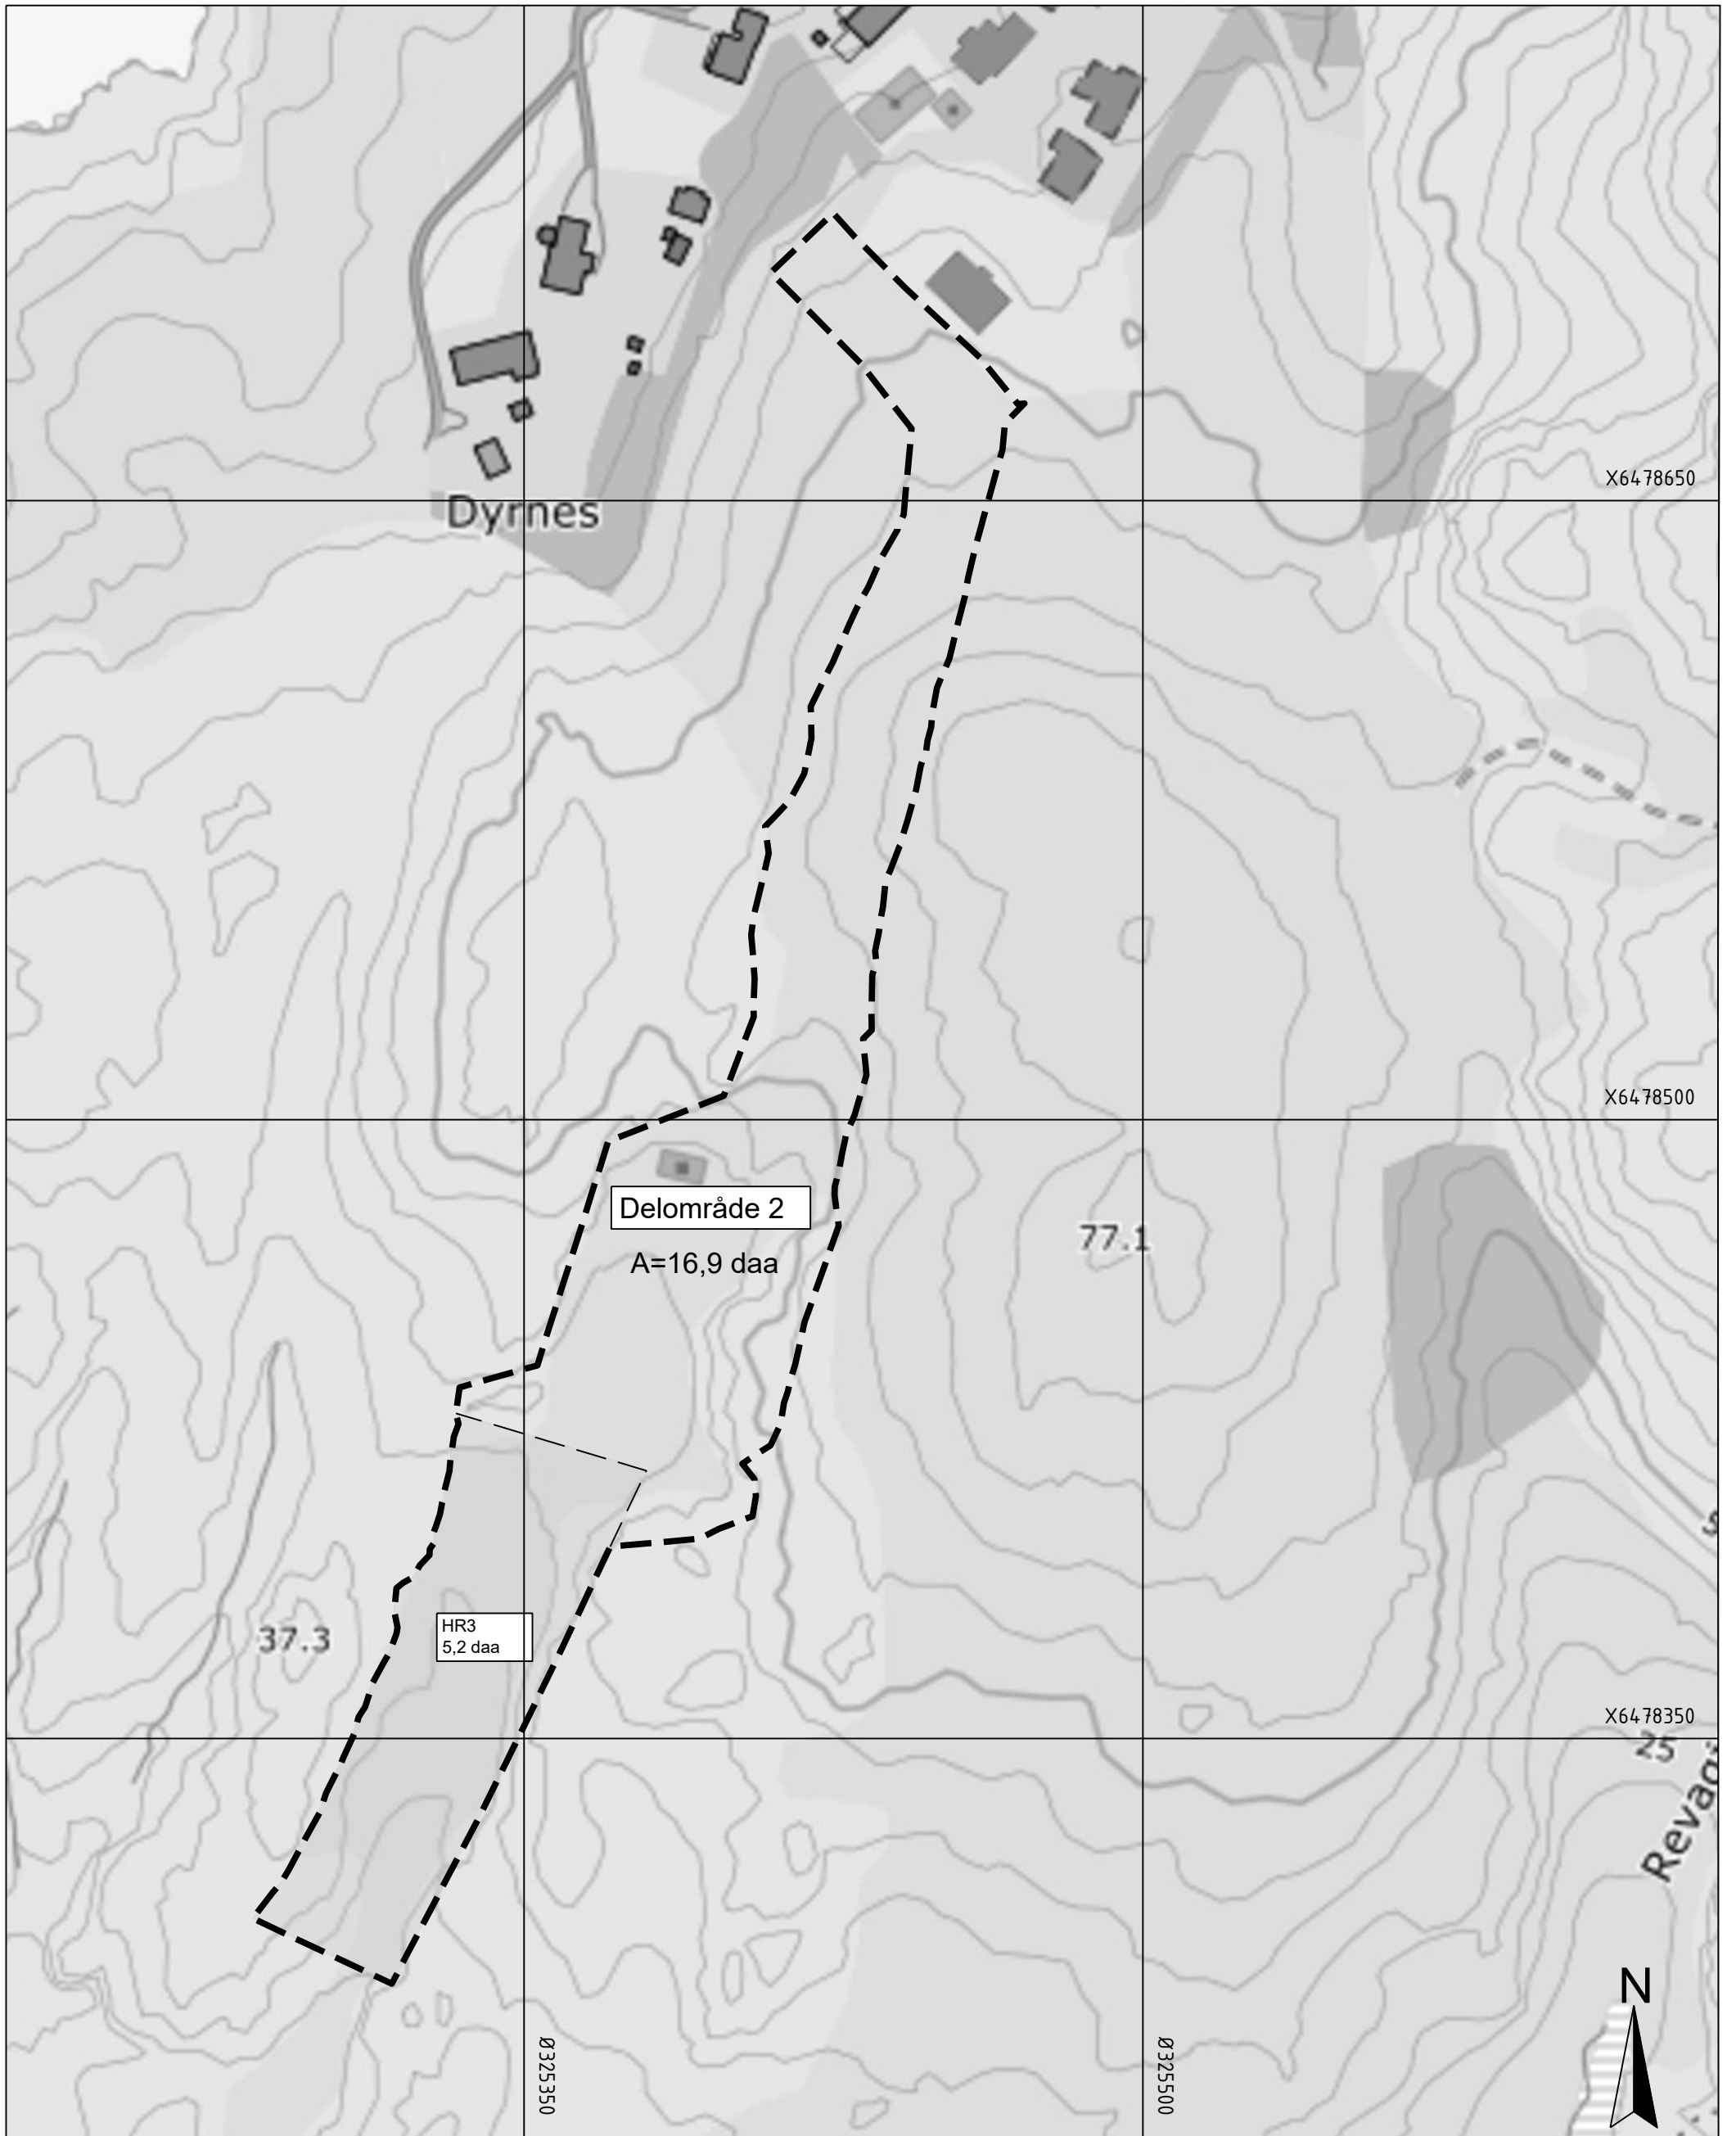 X6478650
Dyrnes
X6478500
Delområde 2
77.1
A=16,9 daa
HR3
5,2 daa
37.3
X6478350
25
N
Ø325350
Ø325500